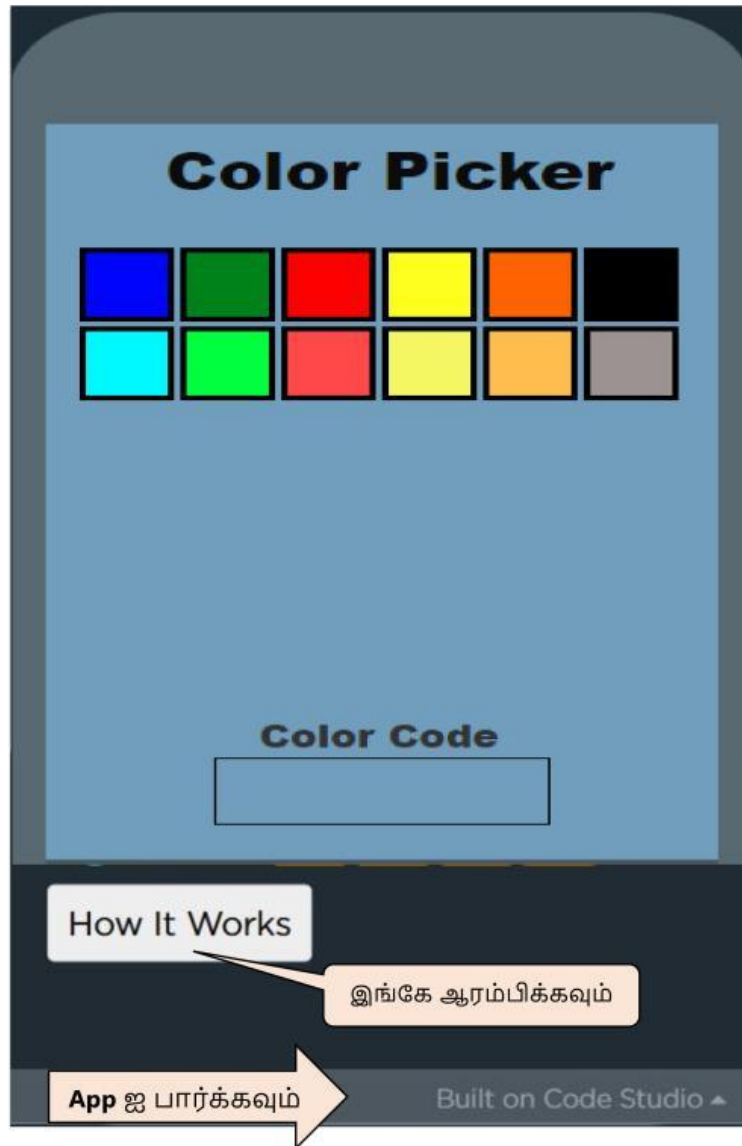 Color Picker
Color Code
How It Works
இங்கே ஆரம்பிக்கவும்
App ஐ பார்க்கவும்
Built on Code Studio